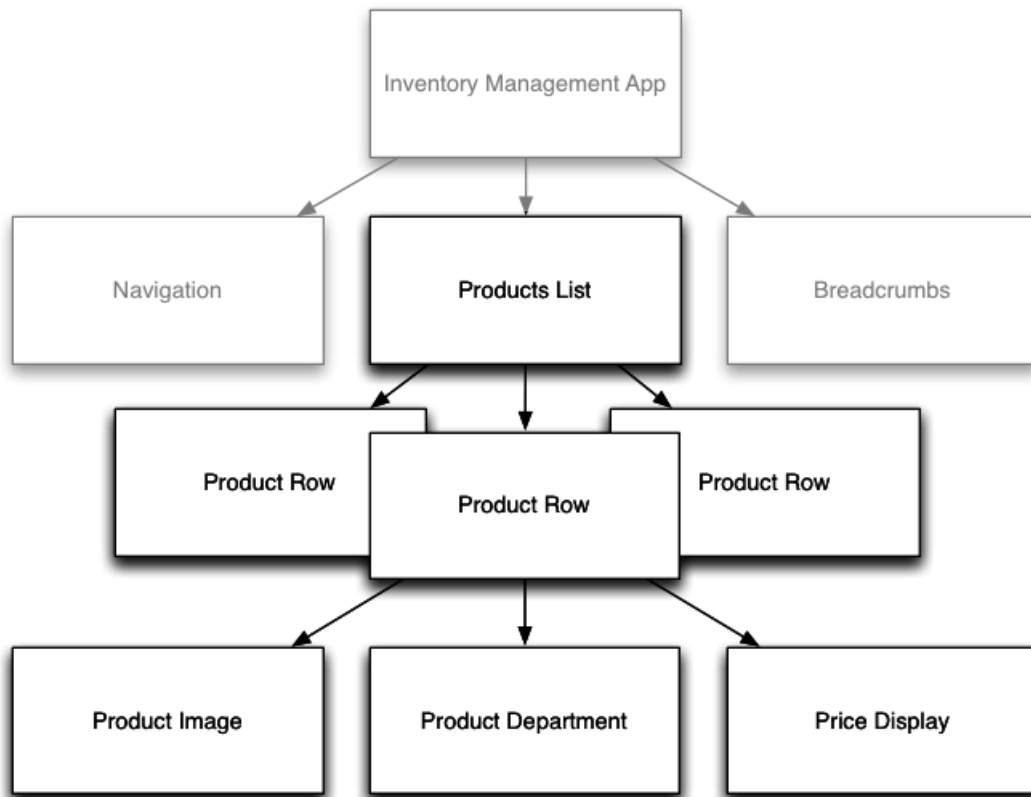 Inventory Management App
Navigation
Products List
Breadcrumbs
Product Row
Product Row
Product Row
Product Image
Product Department
Price Display